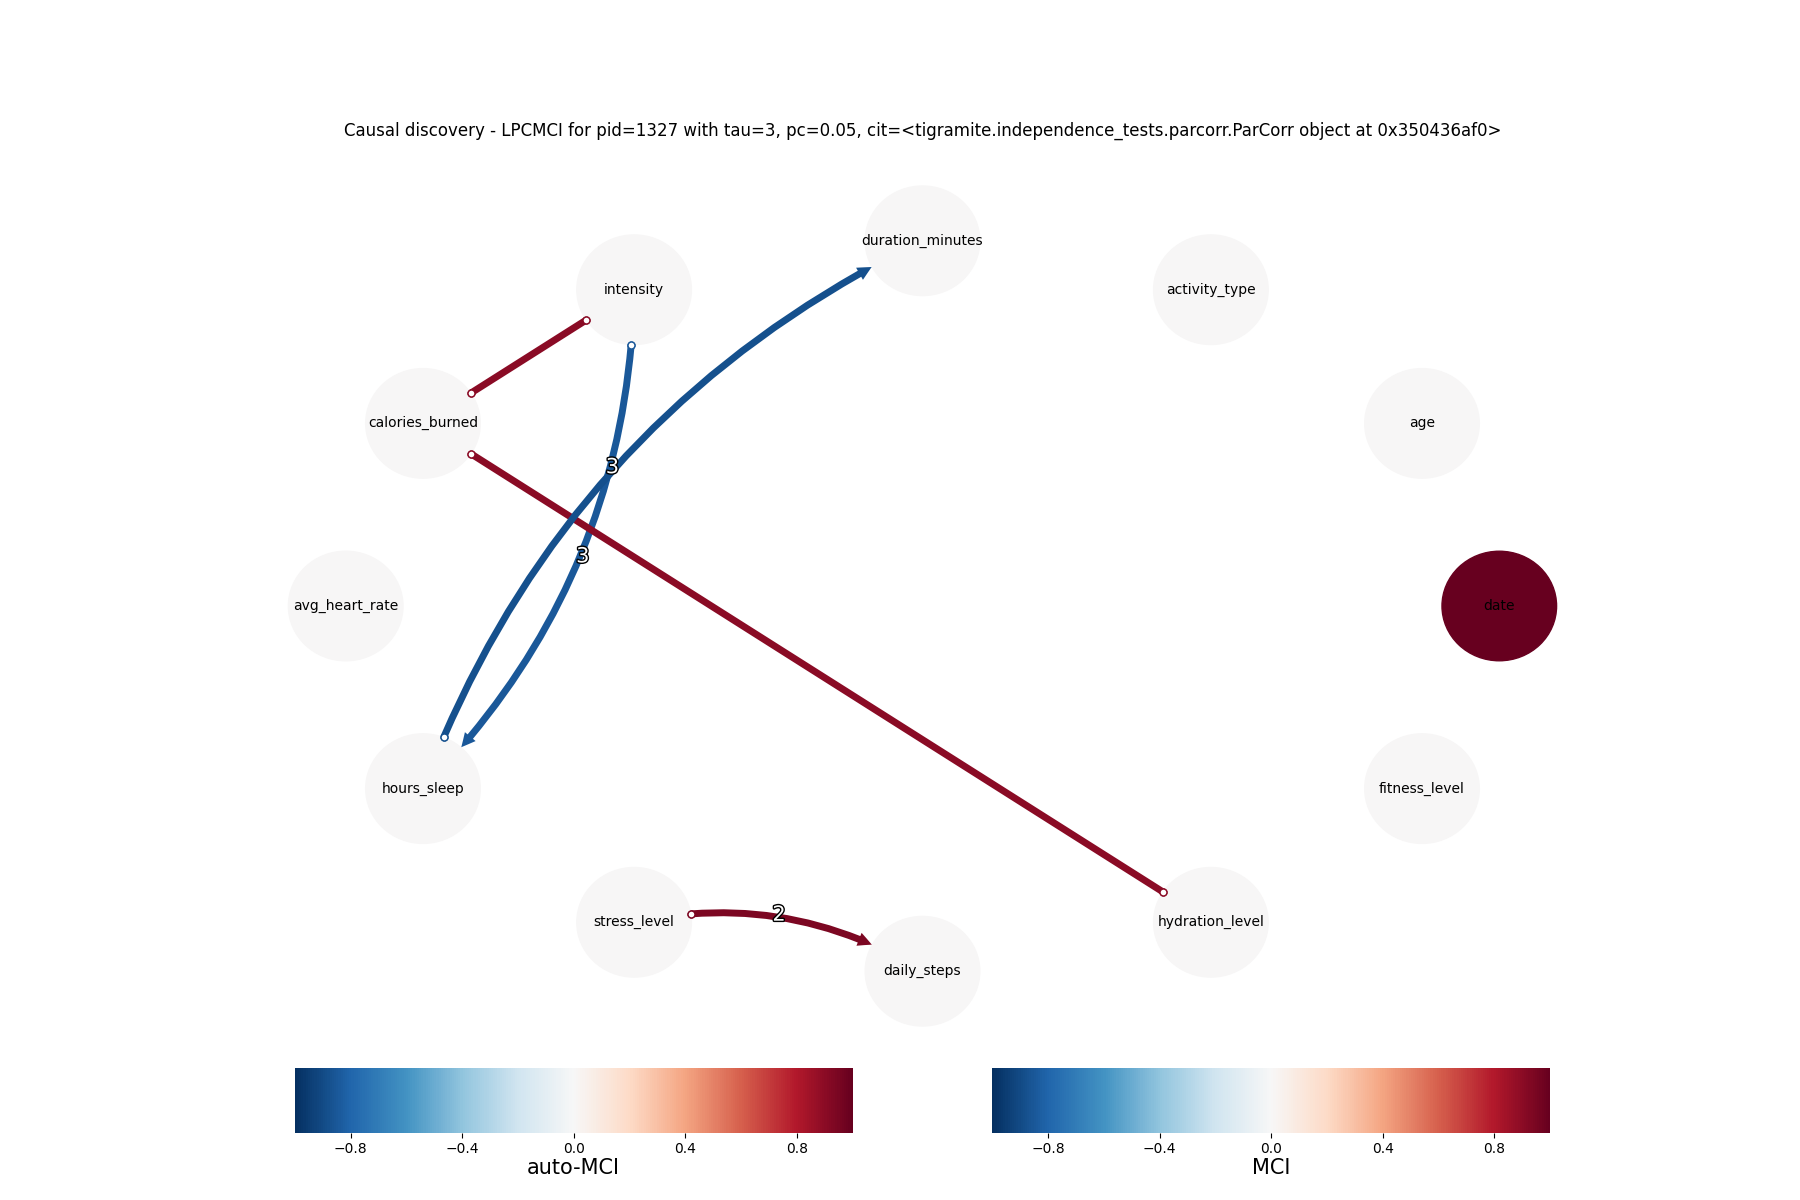 Causal discovery - LPCMCI for pid=1327 with tau=3, pc=0.05, cit=<tigramite.independence_tests.parcorr.ParCorr object at 0x350436af0>
duration_minutes
intensity
activity_type
calories_burned
age
3
3
avg_heart_rate
date
hours_sleep
fitness_level
2
stress_level
hydration_level
daily_steps
−0.8 −0.4 0.0 0.4 0.8
auto-MCI
−0.8 −0.4 0.0 0.4 0.8
MCI